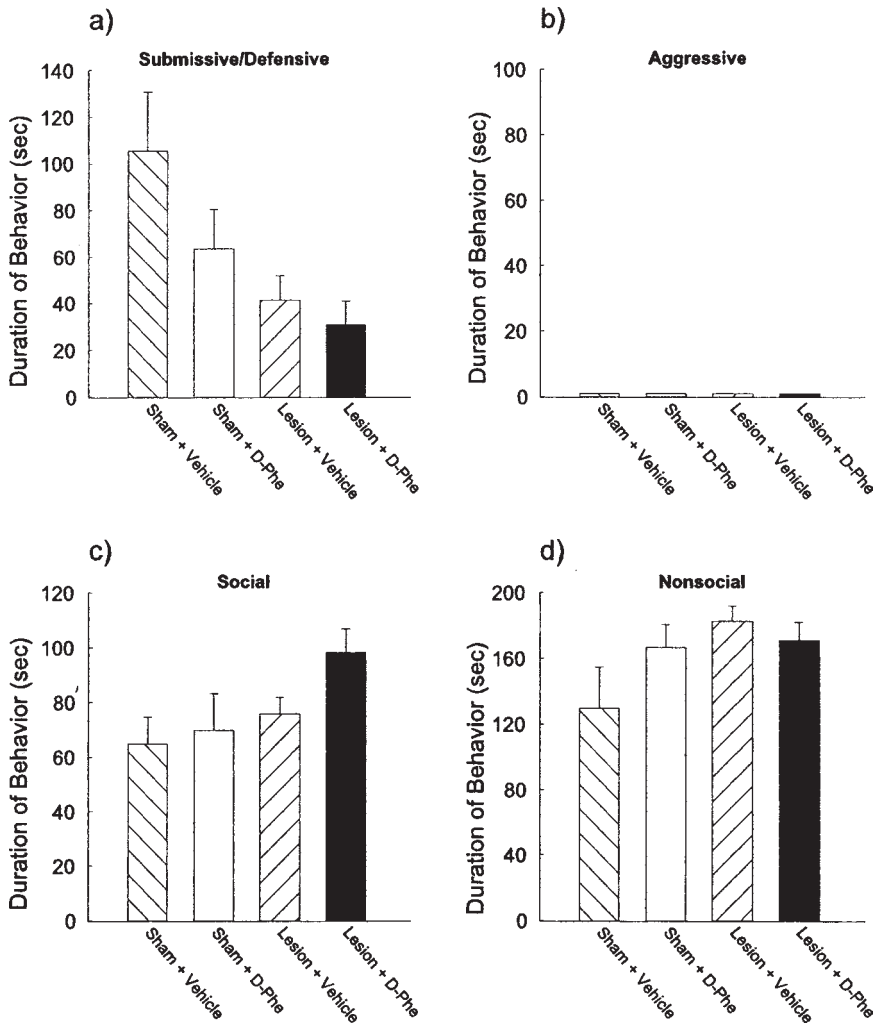 a)
Submissive/Defensive
Duration of Behavior (sec)
140
120
100
80
60
40
20
0
Sham + Vehicle
Sham + D-Phe
Lesion + Vehicle
Lesion + D-Phe
b)
Aggressive
Duration of Behavior (sec)
100
80
60
40
20
0
Sham + Vehicle
Sham + D-Phe
Lesion + Vehicle
Lesion + D-Phe
c)
Social
Duration of Behavior (sec)
120
100
80
60
40
20
0
Sham + Vehicle
Sham + D-Phe
Lesion + Vehicle
Lesion + D-Phe
d)
Nonsocial
Duration of Behavior (sec)
200
160
120
80
40
0
Sham + Vehicle
Sham + D-Phe
Lesion + Vehicle
Lesion + D-Phe